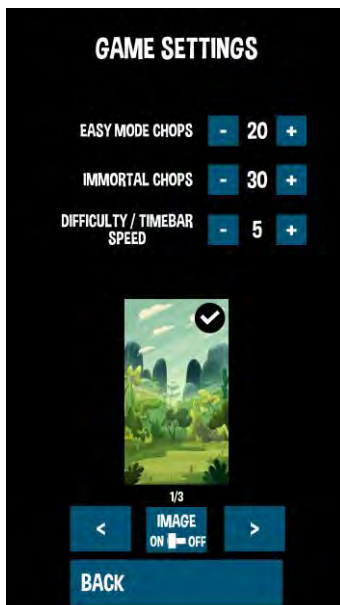 GAME SETTINGS
EASY MODE CHOPS - 20 +
IMMORTAL CHOPS - 30 +
DIFFICULTY / TIMEBAR
SPEED - 5 +
1/3
< IMAGE >
ON OFF
BACK